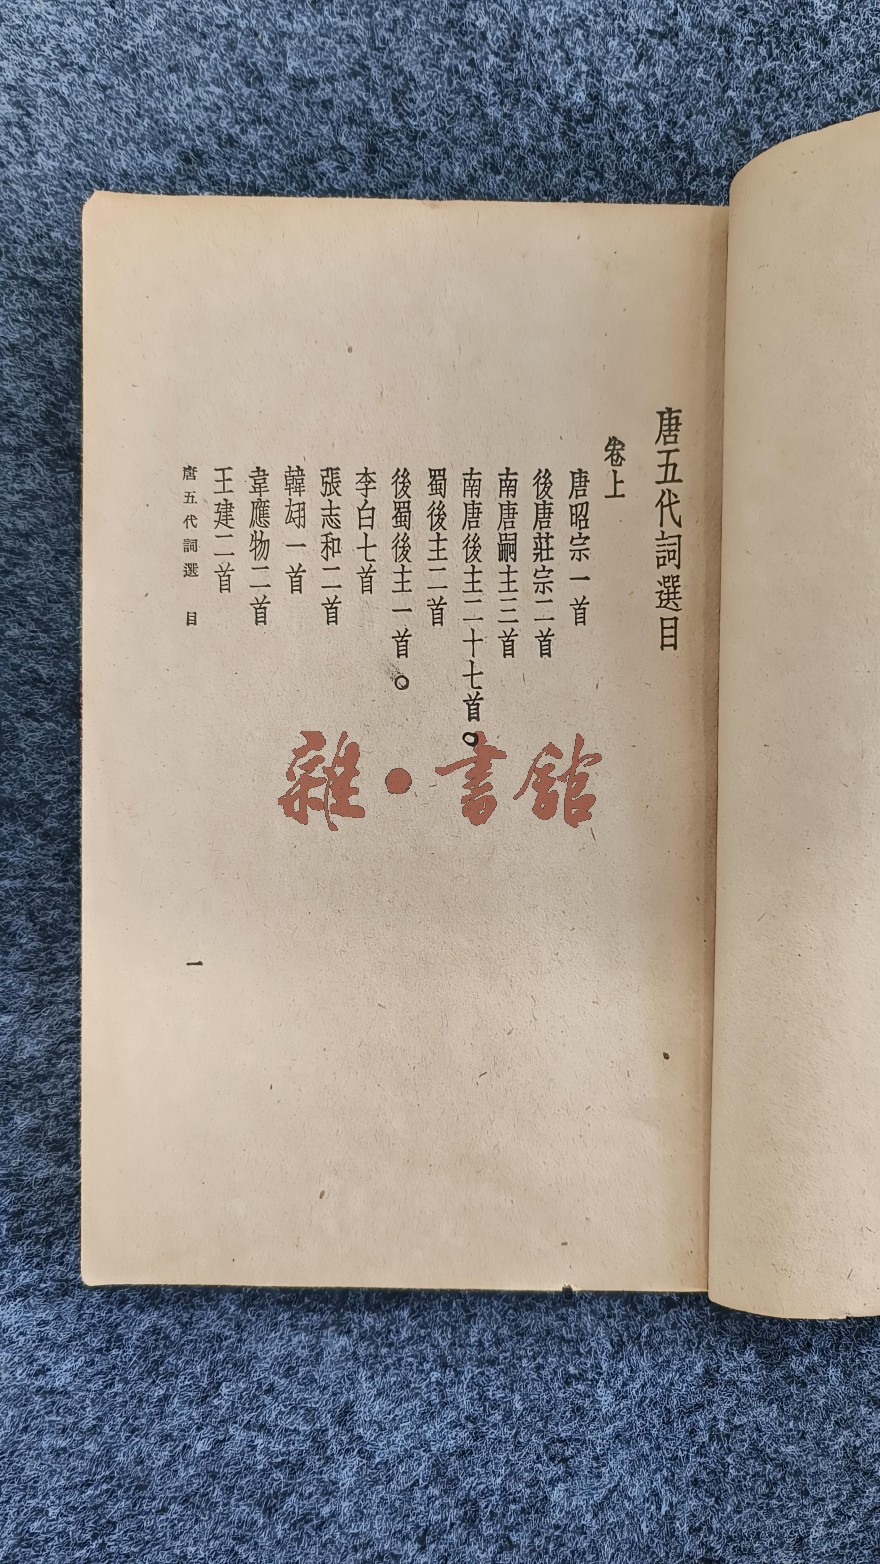 唐五代詞選目
卷上
唐昭宗一首
後唐莊宗二首
南唐嗣主三首
南唐後主二十七首
蜀後主二首
後蜀後主一首
李白七首
張志和二首
韓翃一首
韋應物二首
王建二首
唐五代詞選 目
一
雜·書館